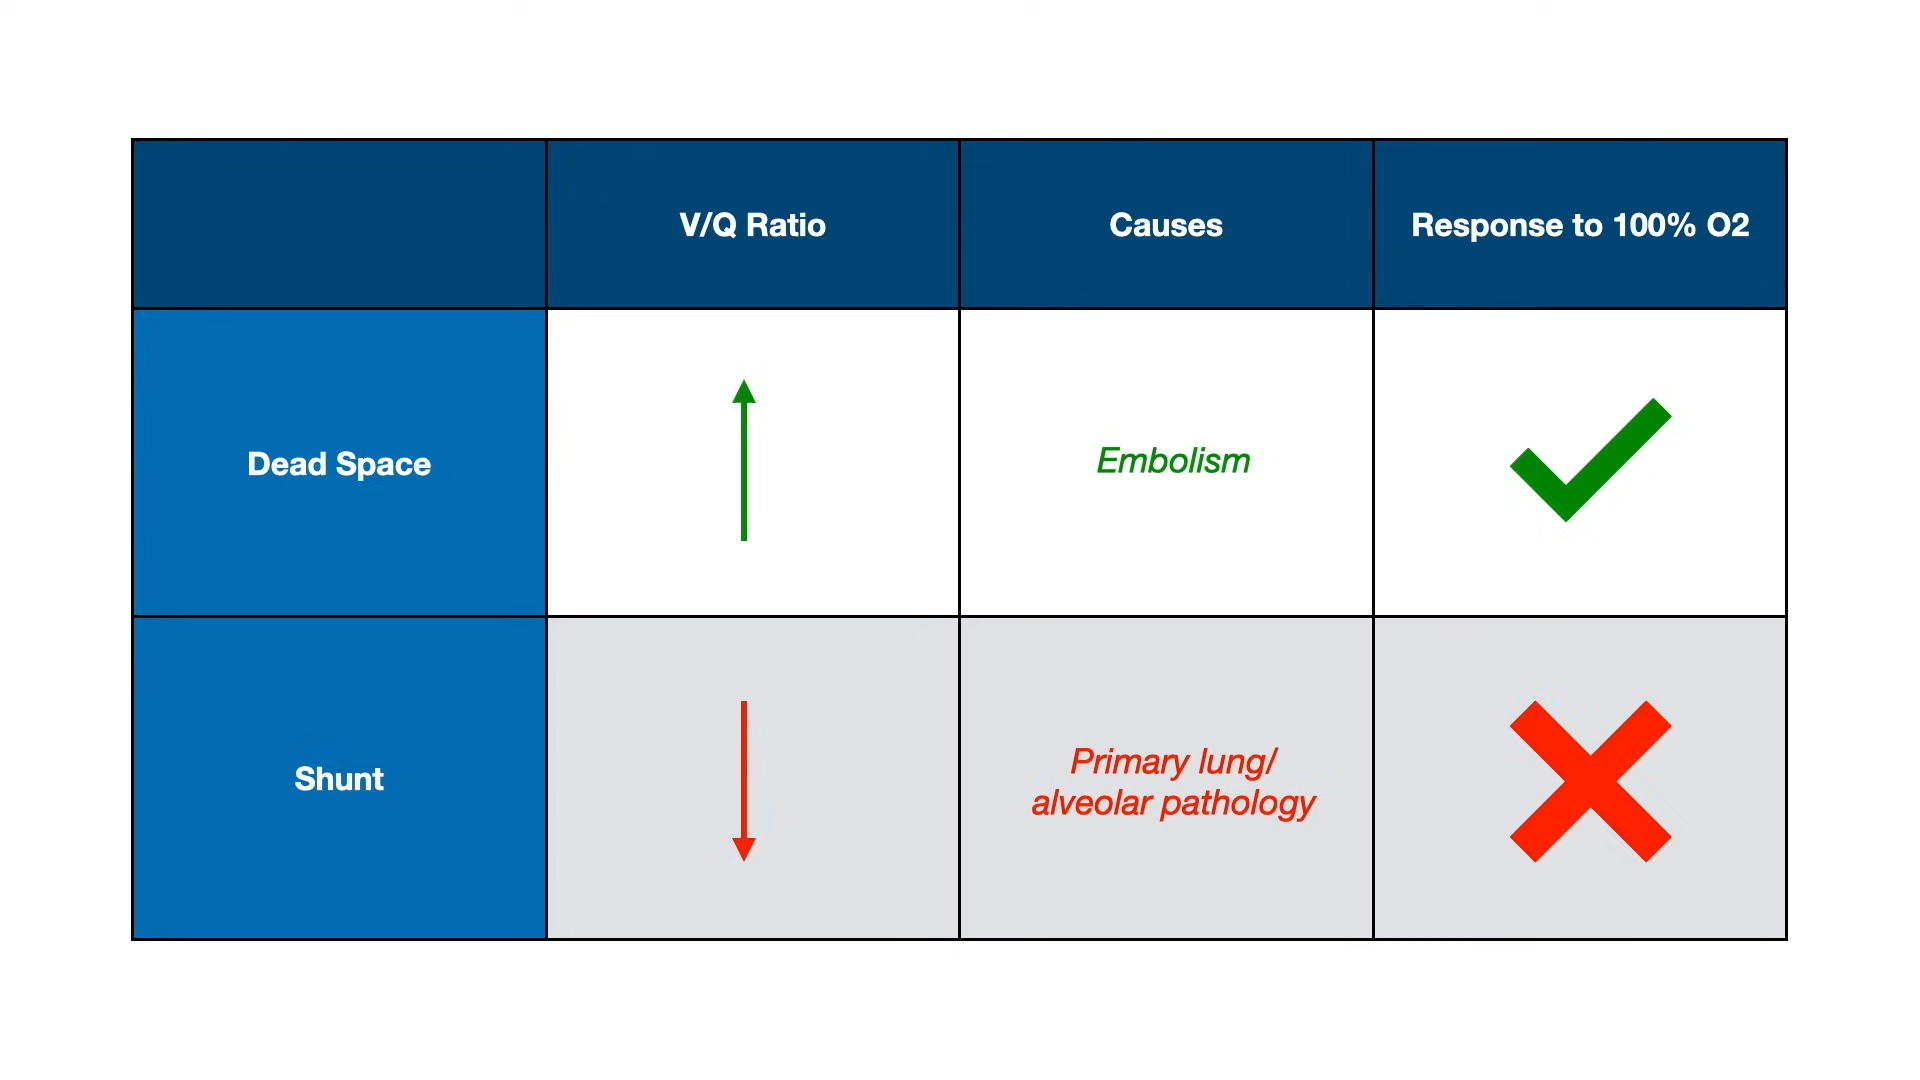 V/Q Ratio
Causes
Response to 100% O2
Dead Space
Embolism
Shunt
Primary lung/
alveolar pathology